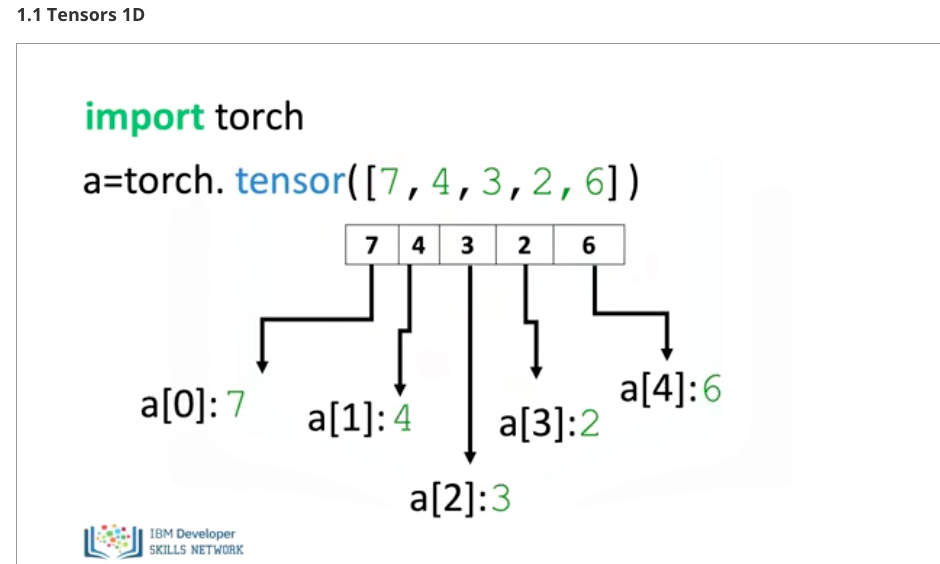 1.1 Tensors 1D
import torch
a=torch. tensor([7,4,3,2,6])
7 4 3 2 6
a[0]:7
a[1]:4
a[2]:3
a[3]:2
a[4]:6
IBM Developer
SKILLS NETWORK